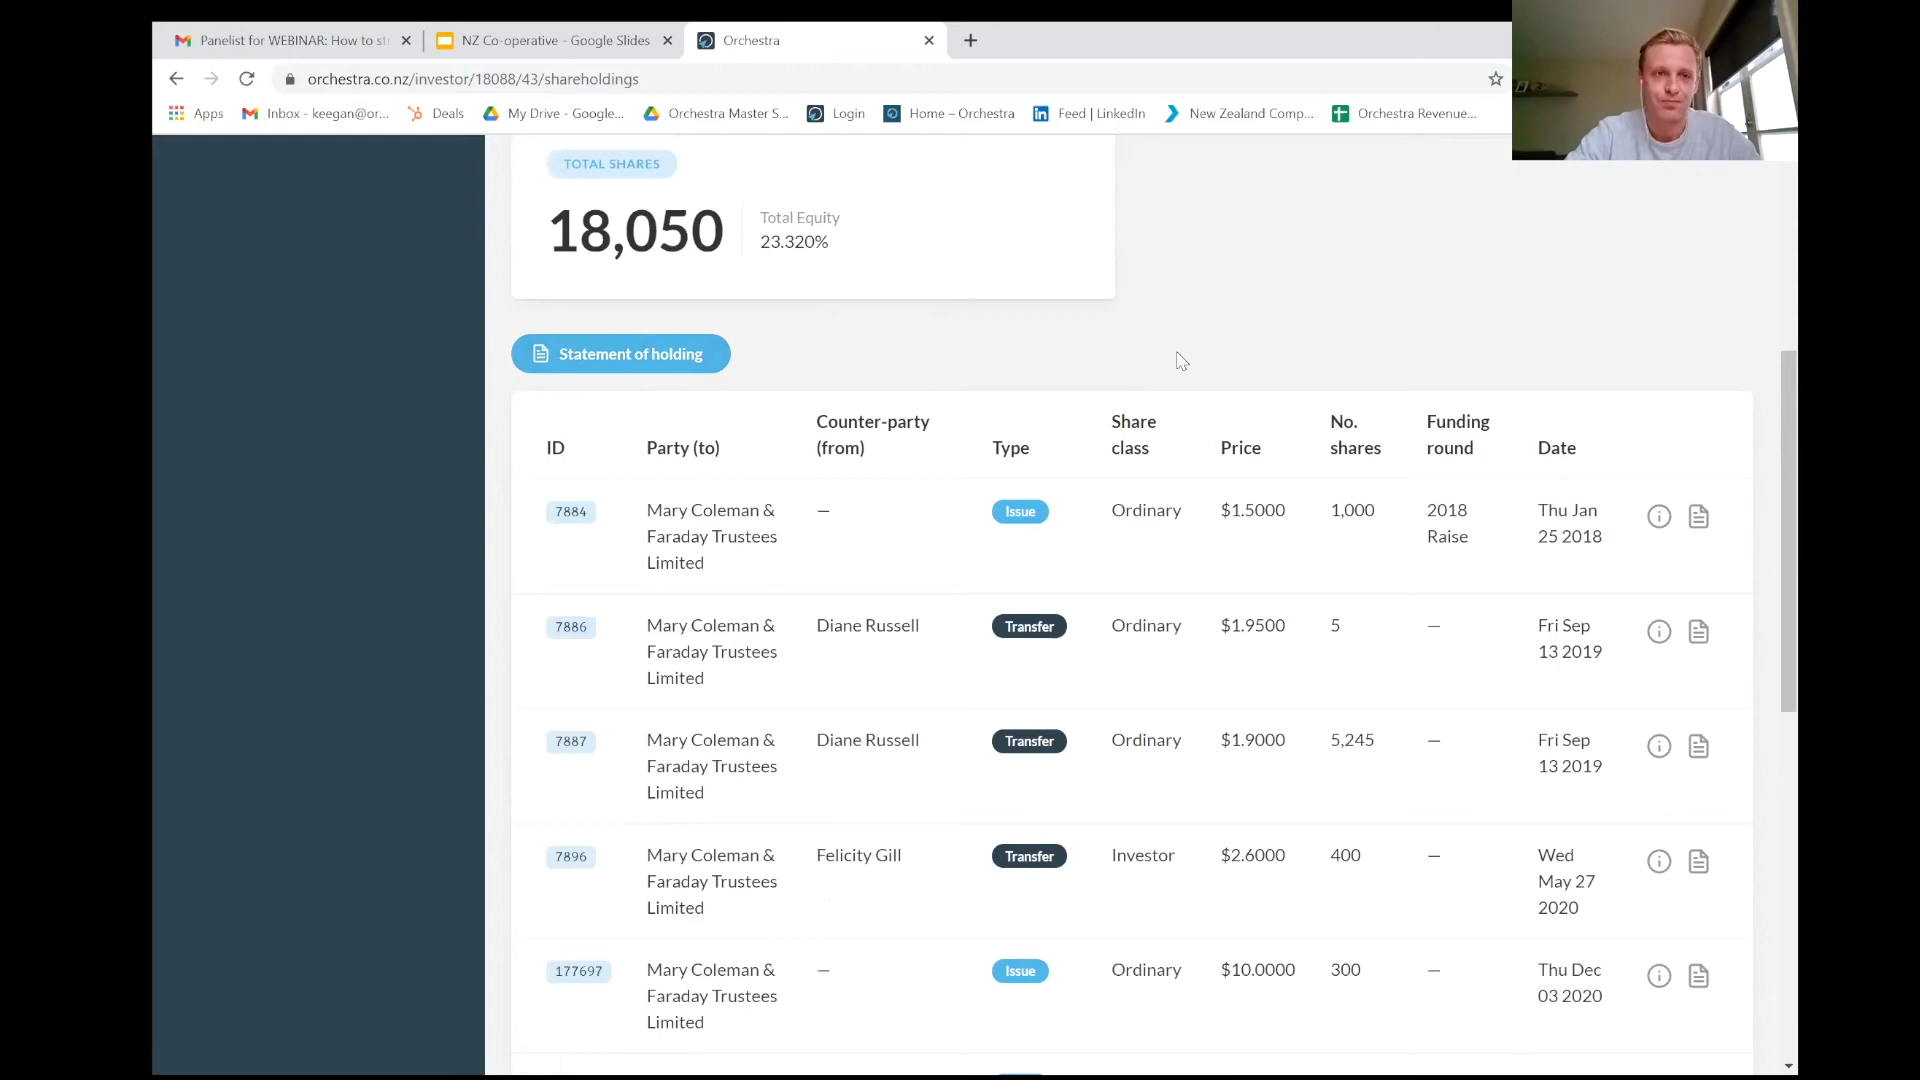 Panelist for WEBINAR: How to st
NZ Co-operative - Google Slides
Orchestra
orchestra.co.nz/investor/18088/43/shareholdings
Apps
Inbox - keegan@or...
Deals
My Drive - Google...
Orchestra Master S...
Login
Home – Orchestra
Feed | LinkedIn
New Zealand Comp...
Orchestra Revenue...
TOTAL SHARES
18,050
Total Equity
23.320%
Statement of holding
ID
Party (to)
Counter-party
(from)
Type
Share
class
Price
No.
shares
Funding
round
Date
7884
Mary Coleman &
Faraday Trustees
Limited
—
Issue
Ordinary
$1.5000
1,000
2018
Raise
Thu Jan
25 2018
7886
Mary Coleman &
Faraday Trustees
Limited
Diane Russell
Transfer
Ordinary
$1.9500
5
—
Fri Sep
13 2019
7887
Mary Coleman &
Faraday Trustees
Limited
Diane Russell
Transfer
Ordinary
$1.9000
5,245
—
Fri Sep
13 2019
7896
Mary Coleman &
Faraday Trustees
Limited
Felicity Gill
Transfer
Investor
$2.6000
400
—
Wed
May 27
2020
177697
Mary Coleman &
Faraday Trustees
Limited
—
Issue
Ordinary
$10.0000
300
—
Thu Dec
03 2020